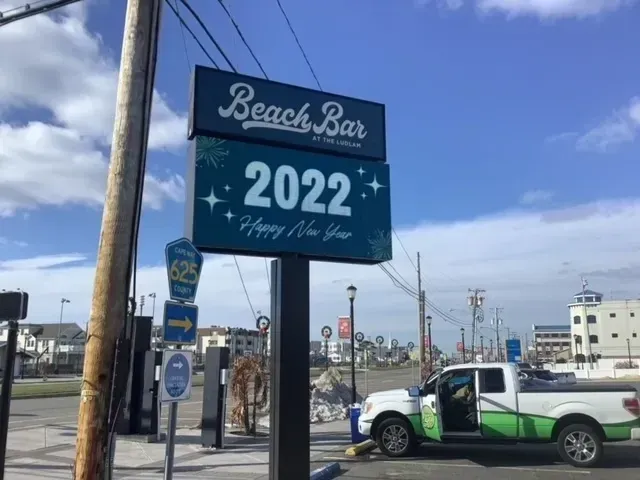 Beach Bar
AT THE LUDLAM
2022
Happy New Year
CAPE MAY
625
COUNTY